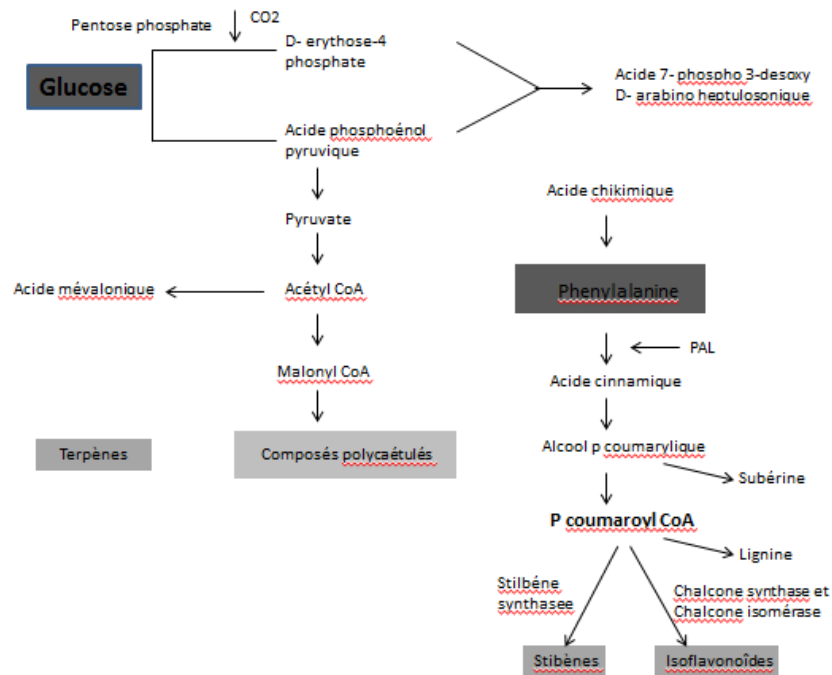 Pentose phosphate
CO2
D- erythose-4
phosphate
Glucose
Acide 7- phospho 3-desoxy
D- arabino heptulosonique
Acide phosphoénol
pyruvique
Acide chikimique
Pyruvate
Acide mévalonique
Acétyl CoA
Phenylalanine
PAL
Malonyl CoA
Acide cinnamique
Terpènes
Composés polycaétulés
Alcool p coumarylique
Subérine
P coumaroyl CoA
Lignine
Stilbéne
synthasee
Chalcone synthase et
Chalcone isomérase
Stibènes
Isoflavonoîdes